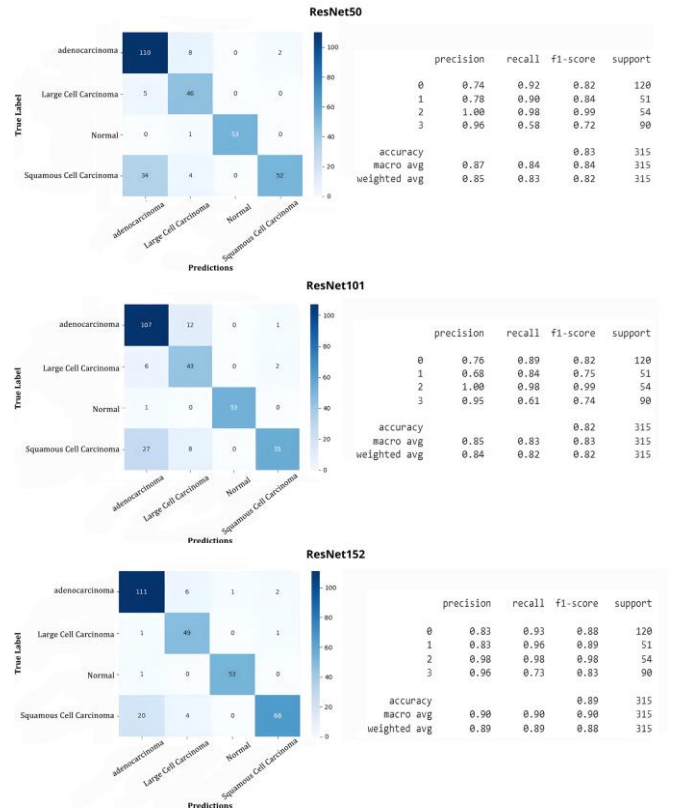 ResNet50
True Label
adenocarcinoma 110 8 0 2
Large Cell Carcinoma 5 46 0 0
Normal 0 1 53 0
Squamous Cell Carcinoma 34 4 0 52
100
80
60
40
20
0
adenocarcinoma Large Cell Carcinoma Normal Squamous Cell Carcinoma
Predictions
precision recall f1-score support
0 0.74 0.92 0.82 120
1 0.78 0.90 0.84 51
2 1.00 0.98 0.99 54
3 0.96 0.58 0.72 90
accuracy 0.83 315
macro avg 0.87 0.84 0.84 315
weighted avg 0.85 0.83 0.82 315
ResNet101
True Label
adenocarcinoma 107 12 0 1
Large Cell Carcinoma 6 43 0 2
Normal 1 0 53 0
Squamous Cell Carcinoma 27 8 0 55
100
80
60
40
20
0
adenocarcinoma Large Cell Carcinoma Normal Squamous Cell Carcinoma
Predictions
precision recall f1-score support
0 0.76 0.89 0.82 120
1 0.68 0.84 0.75 51
2 1.00 0.98 0.99 54
3 0.95 0.61 0.74 90
accuracy 0.82 315
macro avg 0.85 0.83 0.83 315
weighted avg 0.84 0.82 0.82 315
ResNet152
True Label
adenocarcinoma 111 6 1 2
Large Cell Carcinoma 1 49 0 1
Normal 1 0 53 0
Squamous Cell Carcinoma 20 4 0 66
100
80
60
40
20
0
adenocarcinoma Large Cell Carcinoma Normal Squamous Cell Carcinoma
Predictions
precision recall f1-score support
0 0.83 0.93 0.88 120
1 0.83 0.96 0.89 51
2 0.98 0.98 0.98 54
3 0.96 0.73 0.83 90
accuracy 0.89 315
macro avg 0.90 0.90 0.90 315
weighted avg 0.89 0.89 0.88 315